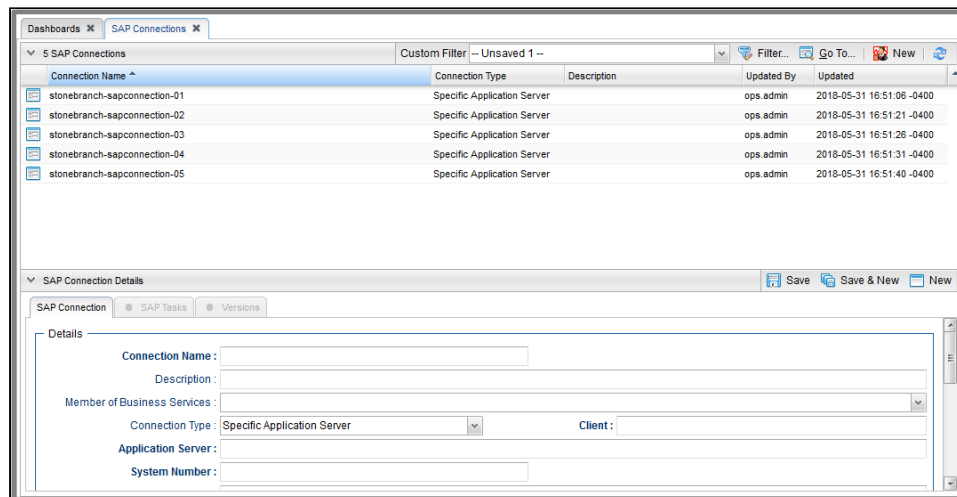 Dashboards SAP Connections
5 SAP Connections Custom Filter -- Unsaved 1 -- Filter... Go To... New
Connection Name Connection Type Description Updated By Updated
stonebranch-sapconnection-01 Specific Application Server ops.admin 2018-05-31 16:51:06 -0400
stonebranch-sapconnection-02 Specific Application Server ops.admin 2018-05-31 16:51:21 -0400
stonebranch-sapconnection-03 Specific Application Server ops.admin 2018-05-31 16:51:26 -0400
stonebranch-sapconnection-04 Specific Application Server ops.admin 2018-05-31 16:51:31 -0400
stonebranch-sapconnection-05 Specific Application Server ops.admin 2018-05-31 16:51:40 -0400
SAP Connection Details Save Save & New New
SAP Connection SAP Tasks Versions
Details
Connection Name :
Description :
Member of Business Services :
Connection Type : Specific Application Server Client :
Application Server :
System Number :